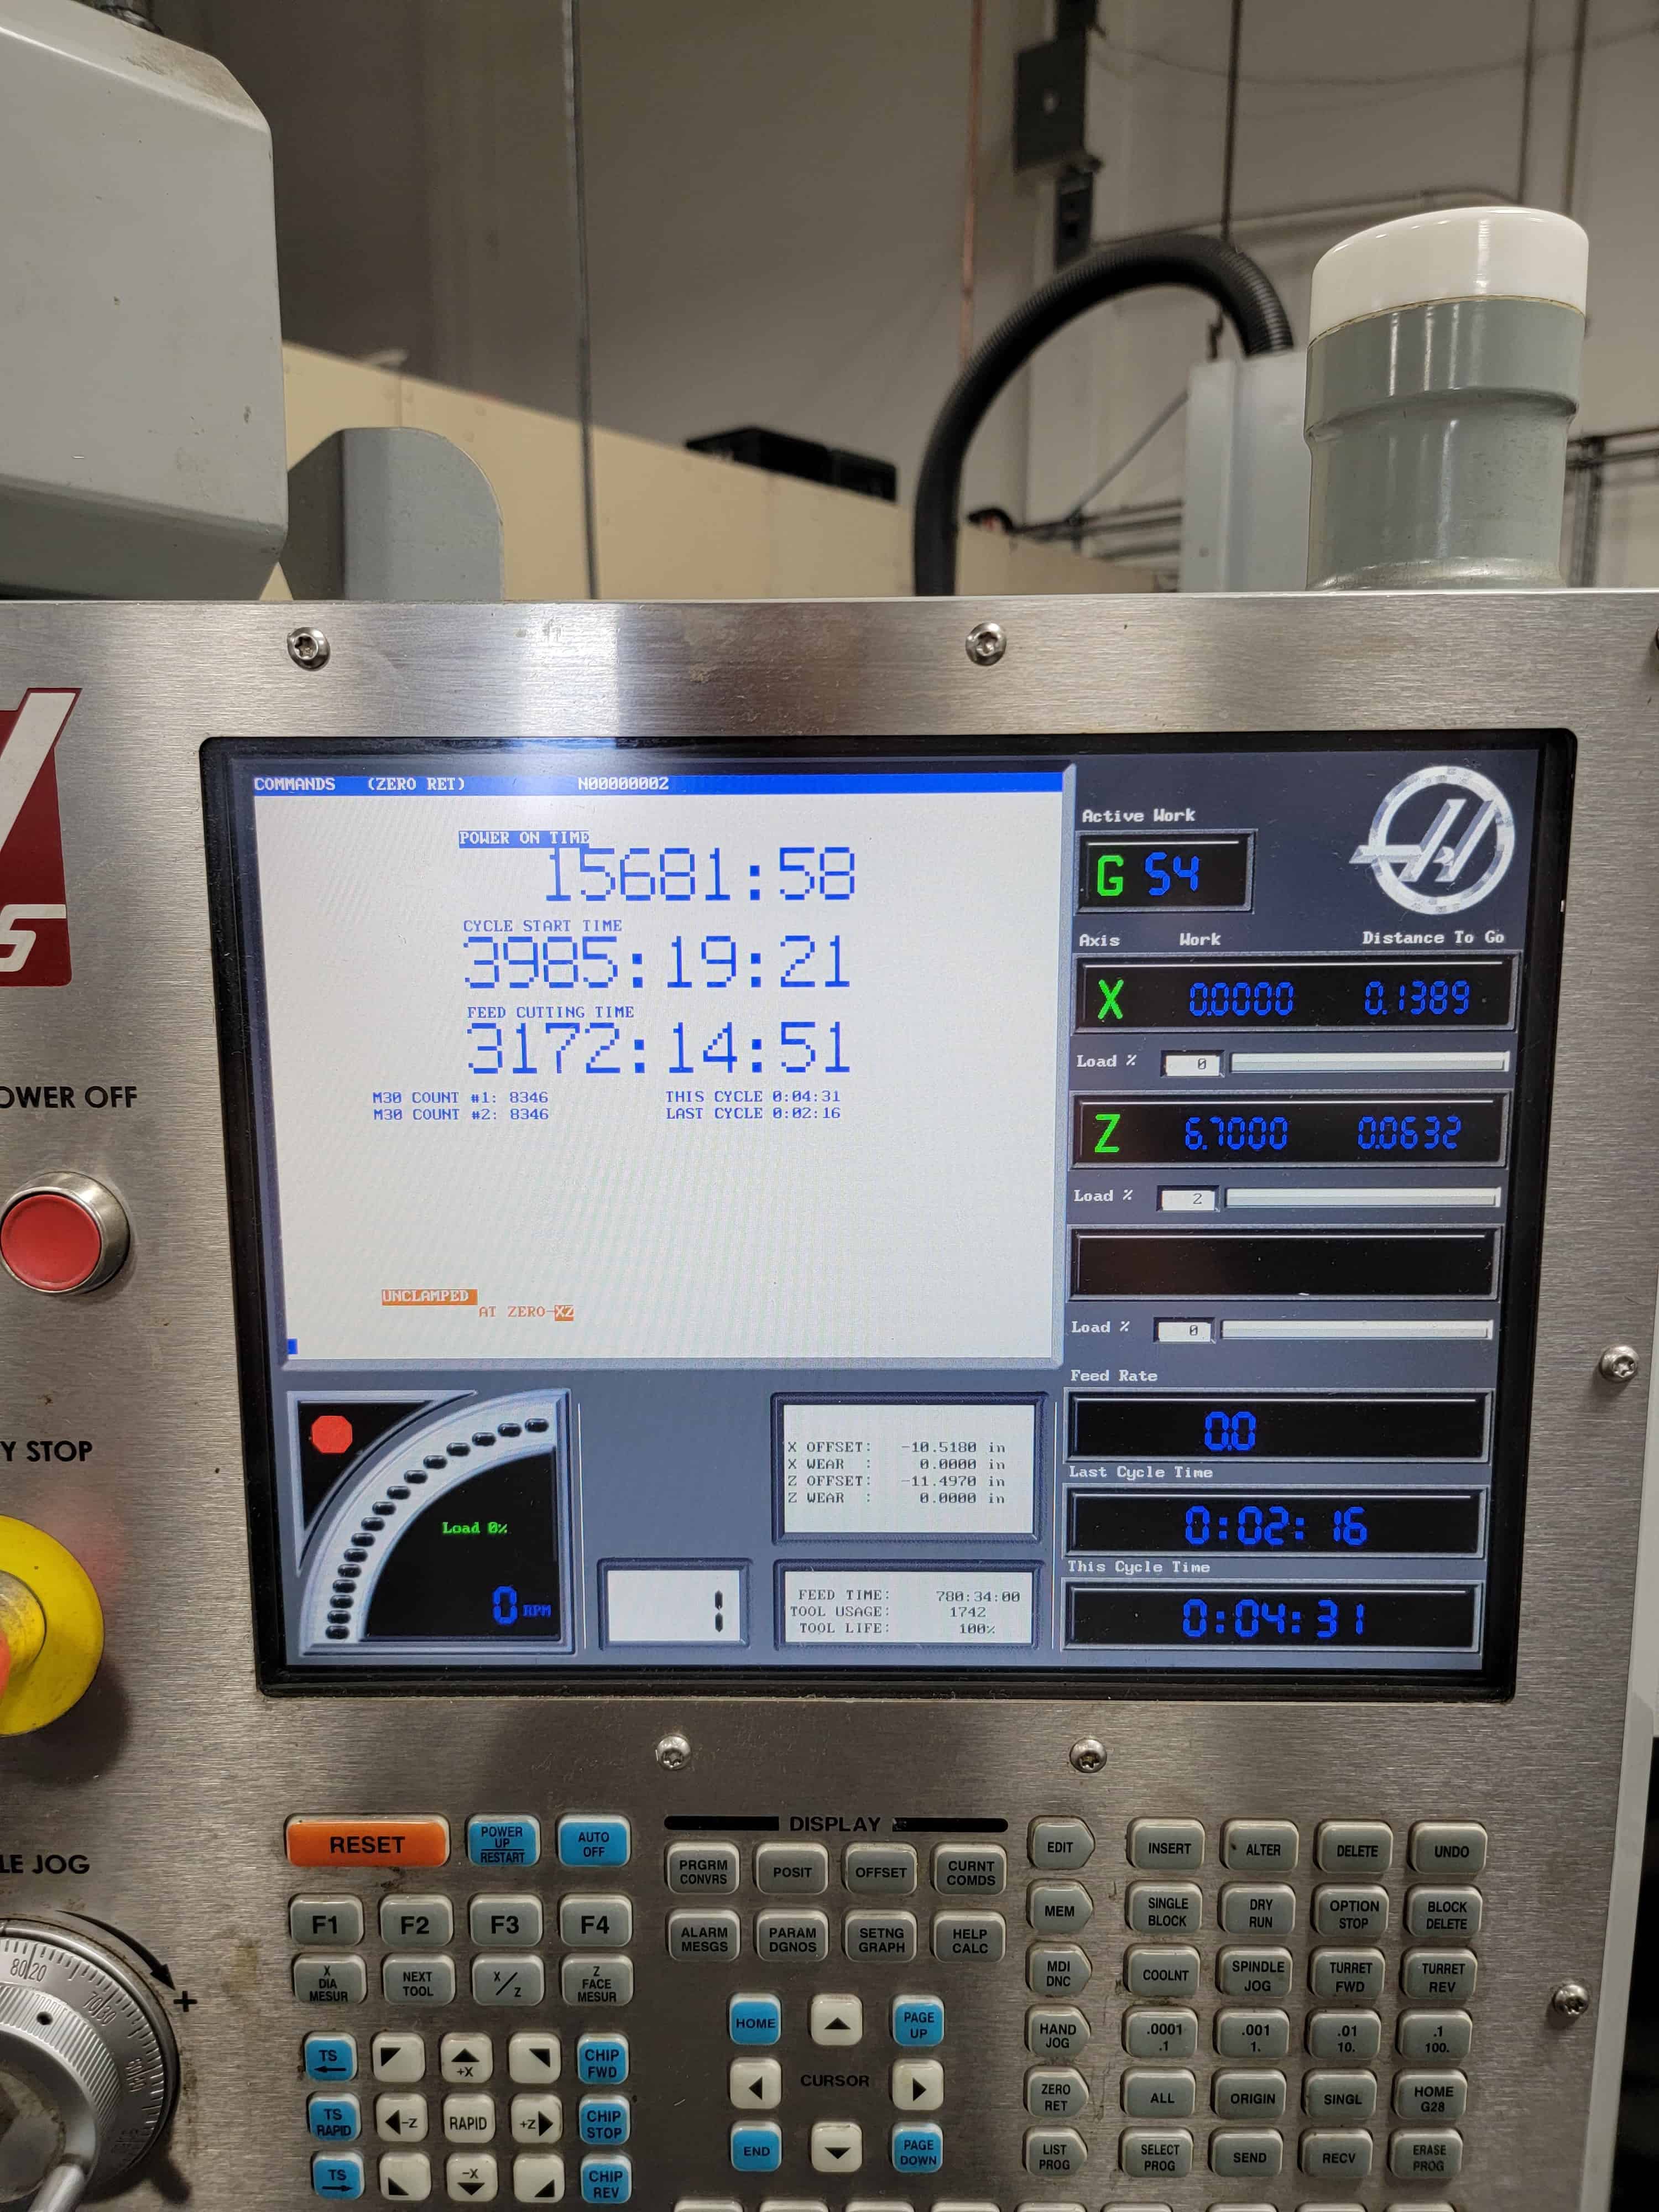 COMMANDS (ZERO RET) N00000002
POWER ON TIME
15681:58
CYCLE START TIME
3985:19:21
FEED CUTTING TIME
3172:14:51
M30 COUNT #1: 8346 THIS CYCLE 0:04:31
M30 COUNT #2: 8346 LAST CYCLE 0:02:16
UNCLAMPED
AT ZERO-XZ
Active Work
G 54
Axis Work Distance To Go
X 0.0000 0.1389
Load % 0
Z 6.7000 0.0632
Load % 2
Load % 0
Feed Rate
0.0
Last Cycle Time
0:02:16
This Cycle Time
0:04:31
Load 0%
0 RPM
1
X OFFSET: -10.5180 in
X WEAR : 0.0000 in
Z OFFSET: -11.4970 in
Z WEAR : 0.0000 in
FEED TIME: 780:34:00
TOOL USAGE: 1742
TOOL LIFE: 100%
OWER OFF
Y STOP
LE JOG
80 20
+
RESET
POWER UP RESTART
AUTO OFF
F1 F2 F3 F4
X DIA MESUR
NEXT TOOL
X/Z
Z FACE MESUR
TS
+X
CHIP FWD
TS RAPID
-Z
RAPID
+Z
CHIP STOP
TS
-X
CHIP REV
DISPLAY
PRGRM CONVRS
POSIT
OFFSET
CURNT COMDS
ALARM MESGS
PARAM DGNOS
SETNG GRAPH
HELP CALC
HOME
PAGE UP
CURSOR
END
PAGE DOWN
EDIT
INSERT
ALTER
DELETE
UNDO
MEM
SINGLE BLOCK
DRY RUN
OPTION STOP
BLOCK DELETE
MDI DNC
COOLNT
SPINDLE JOG
TURRET FWD
TURRET REV
HAND JOG
.0001 .1
.001 1.
.01 10.
.1 100.
ZERO RET
ALL
ORIGIN
SINGL
HOME G28
LIST PROG
SELECT PROG
SEND
RECV
ERASE PROG